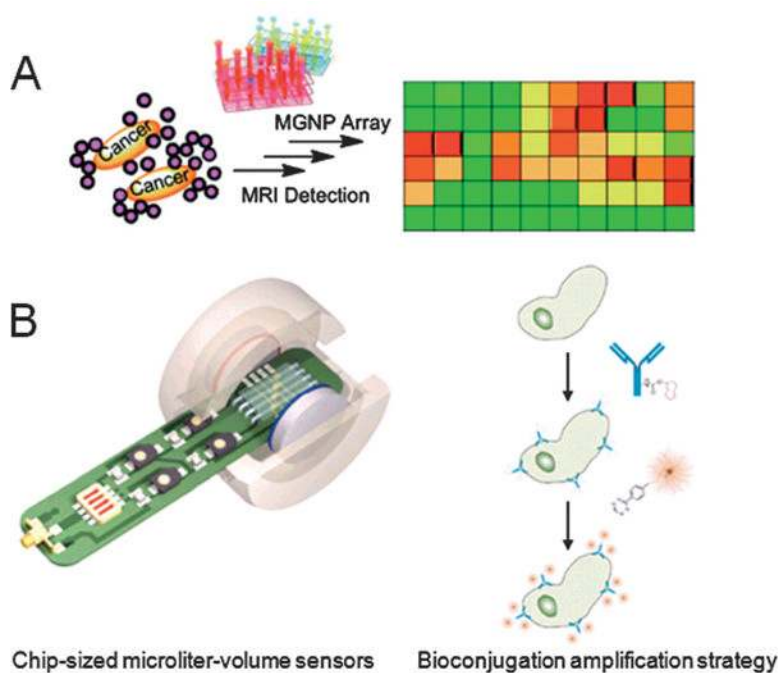 A
Cancer
Cancer
MGNP Array
MRI Detection
B
Chip-sized microliter-volume sensors
Bioconjugation amplification strategy